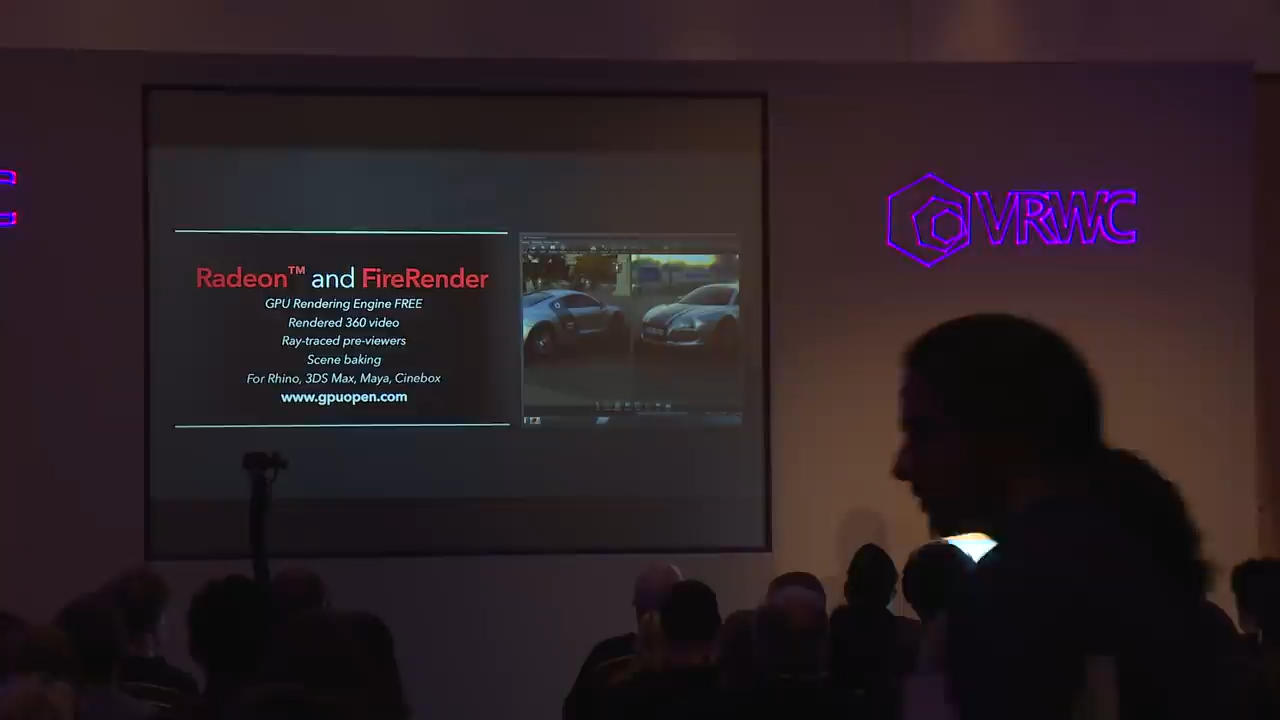 C
VRWC
Radeon™ and FireRender
GPU Rendering Engine FREE
Rendered 360 video
Ray-traced pre-viewers
Scene baking
For Rhino, 3DS Max, Maya, Cinebox
www.gpuopen.com